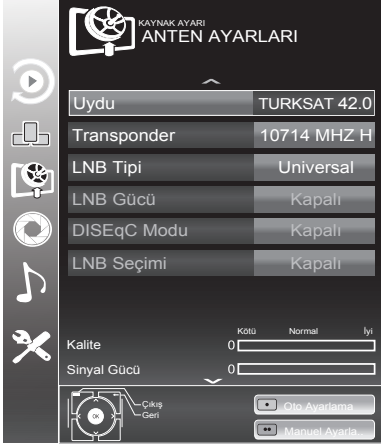 KAYNAK AYARI
ANTEN AYARLARI
Uydu TURKSAT 42.0
Transponder 10714 MHZ H
LNB Tipi Universal
LNB Gücü Kapalı
DISEqC Modu Kapalı
LNB Seçimi Kapalı
Kötü Normal İyi
Kalite 0
Sinyal Gücü 0
Çıkış
Geri
OK
Oto Ayarlama
Manuel Ayarla..